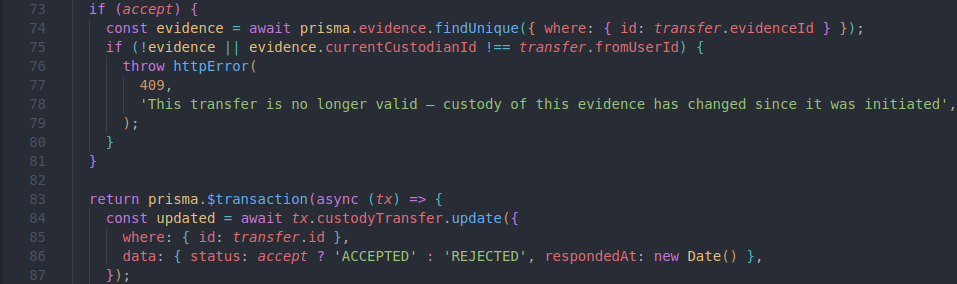 73 if (accept) {
74 const evidence = await prisma.evidence.findUnique({ where: { id: transfer.evidenceId } });
75 if (!evidence || evidence.currentCustodianId !== transfer.fromUserId) {
76 throw httpError(
77 409,
78 'This transfer is no longer valid — custody of this evidence has changed since it was initiated',
79 );
80 }
81 }
82
83 return prisma.$transaction(async (tx) => {
84 const updated = await tx.custodyTransfer.update({
85 where: { id: transfer.id },
86 data: { status: accept ? 'ACCEPTED' : 'REJECTED', respondedAt: new Date() },
87 });